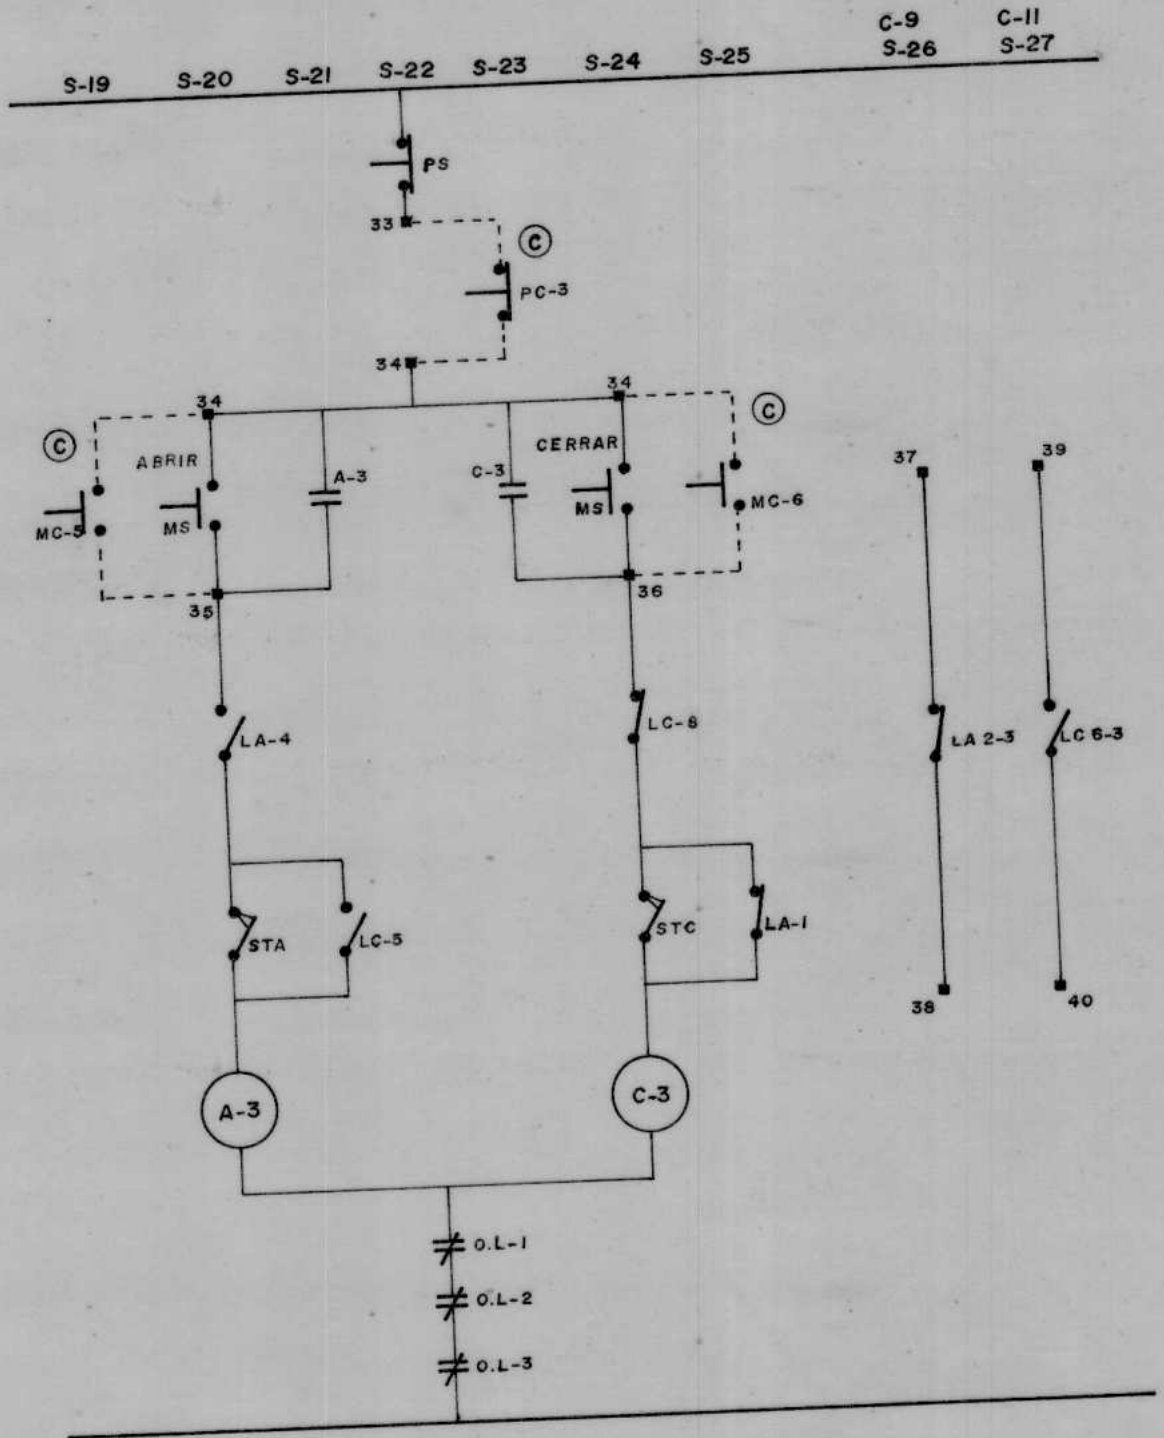 C-9 C-11
S-19 S-20 S-21 S-22 S-23 S-24 S-25 S-26 S-27
PS
33
C
PC-3
34
34 34
C C
ABRIR A-3 C-3 CERRAR
37 39
MC-5 MS MS MC-6
35 36
LA-4 LC-8 LA 2-3 LC 6-3
STA LC-5 STC LA-1
38 40
A-3 C-3
O.L-1
O.L-2
O.L-3